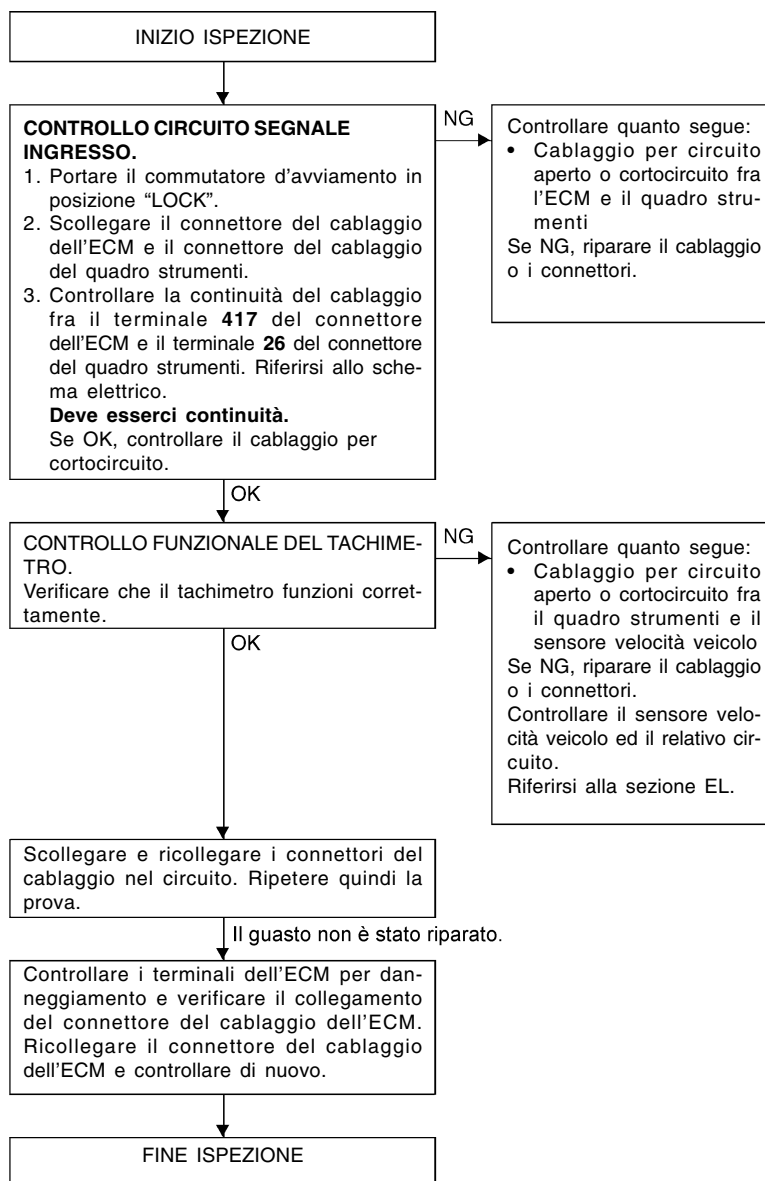 INIZIO ISPEZIONE
CONTROLLO CIRCUITO SEGNALE
INGRESSO.
1. Portare il commutatore d'avviamento in
posizione “LOCK”.
2. Scollegare il connettore del cablaggio
dell'ECM e il connettore del cablaggio
del quadro strumenti.
3. Controllare la continuità del cablaggio
fra il terminale 417 del connettore
dell'ECM e il terminale 26 del connettore
del quadro strumenti. Riferirsi allo sche-
ma elettrico.
Deve esserci continuità.
Se OK, controllare il cablaggio per
cortocircuito.
NG
Controllare quanto segue:
• Cablaggio per circuito
aperto o cortocircuito fra
l'ECM e il quadro stru-
menti
Se NG, riparare il cablaggio
o i connettori.
OK
CONTROLLO FUNZIONALE DEL TACHIME-
TRO.
Verificare che il tachimetro funzioni corret-
tamente.
NG
Controllare quanto segue:
• Cablaggio per circuito
aperto o cortocircuito fra
il quadro strumenti e il
sensore velocità veicolo
Se NG, riparare il cablaggio
o i connettori.
Controllare il sensore velo-
cità veicolo ed il relativo cir-
cuito.
Riferirsi alla sezione EL.
OK
Scollegare e ricollegare i connettori del
cablaggio nel circuito. Ripetere quindi la
prova.
Il guasto non è stato riparato.
Controllare i terminali dell'ECM per dan-
neggiamento e verificare il collegamento
del connettore del cablaggio dell'ECM.
Ricollegare il connettore del cablaggio
dell'ECM e controllare di nuovo.
FINE ISPEZIONE